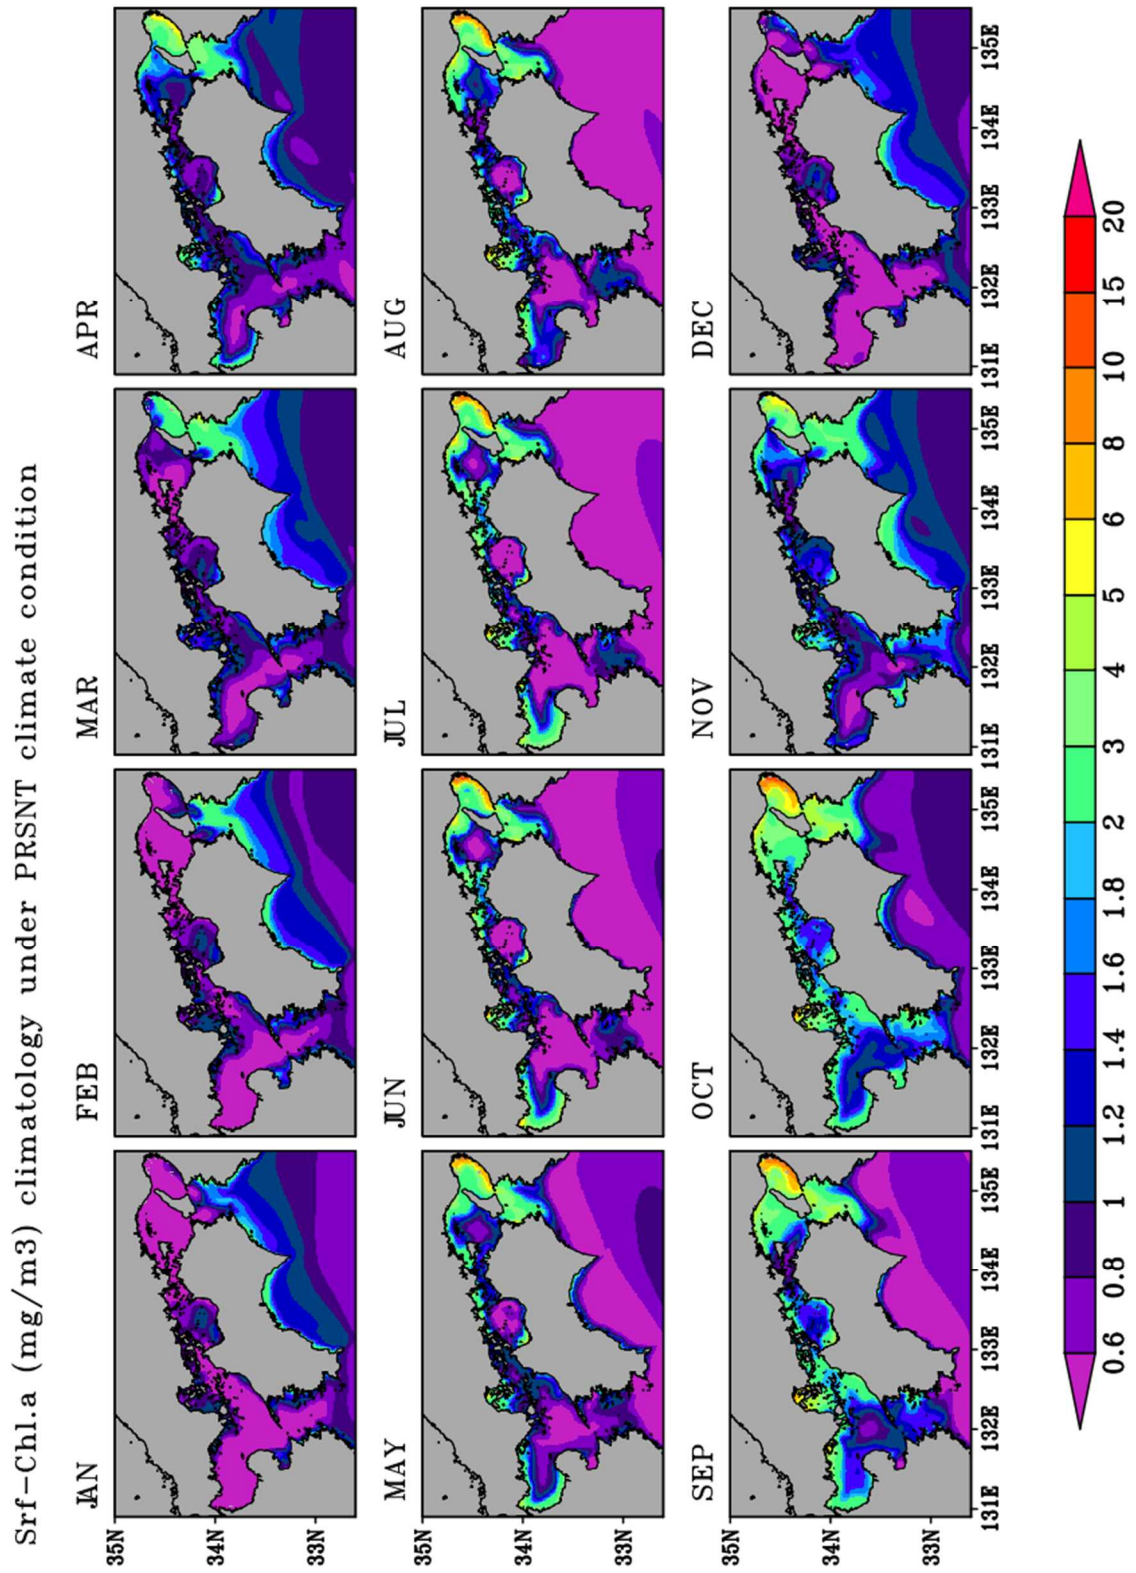 Srf-Chl.a (mg/m3) climatology under PRSNT climate condition
JAN FEB MAR APR
35N
34N
33N
MAY JUN JUL AUG
35N
34N
33N
SEP OCT NOV DEC
35N
34N
33N
131E 132E 133E 134E 135E 131E 132E 133E 134E 135E 131E 132E 133E 134E 135E 131E 132E 133E 134E 135E
0.6 0.8 1 1.2 1.4 1.6 1.8 2 3 4 5 6 8 10 15 20